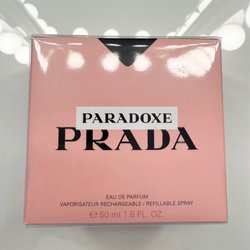 PARADOXE
PRADA
EAU DE PARFUM
VAPORISATEUR RECHARGEABLE / REFILLABLE SPRAY
℮ 50 ml 1.6 FL. OZ.